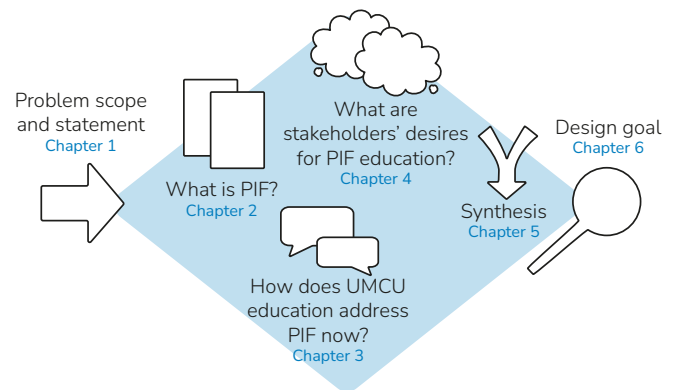 Problem scope
and statement
Chapter 1
What is PIF?
Chapter 2
How does UMCU
education address
PIF now?
Chapter 3
What are
stakeholders’ desires
for PIF education?
Chapter 4
Synthesis
Chapter 5
Design goal
Chapter 6